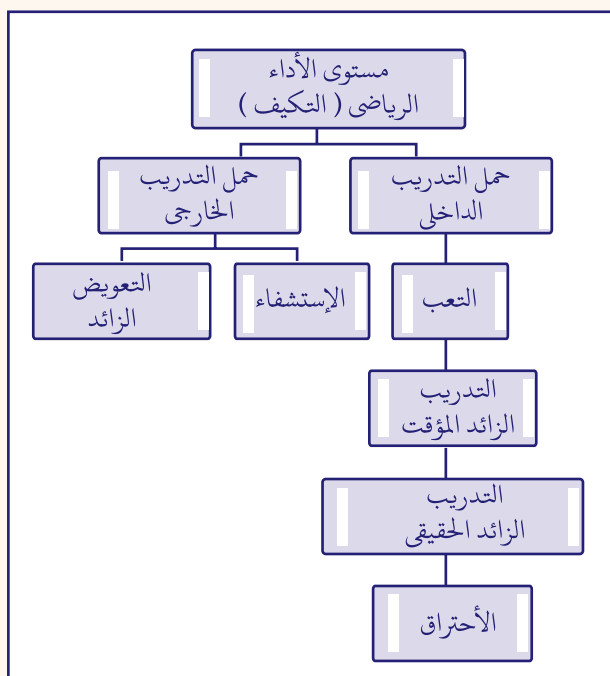 مستوى الأداء
الرياضى ( التكيف )
حمل التدريب
الداخلى
حمل التدريب
الخارجى
التعب
الإستشفاء
التعويض
الزائد
التدريب
الزائد المؤقت
التدريب
الزائد الحقيقى
الأحتراق